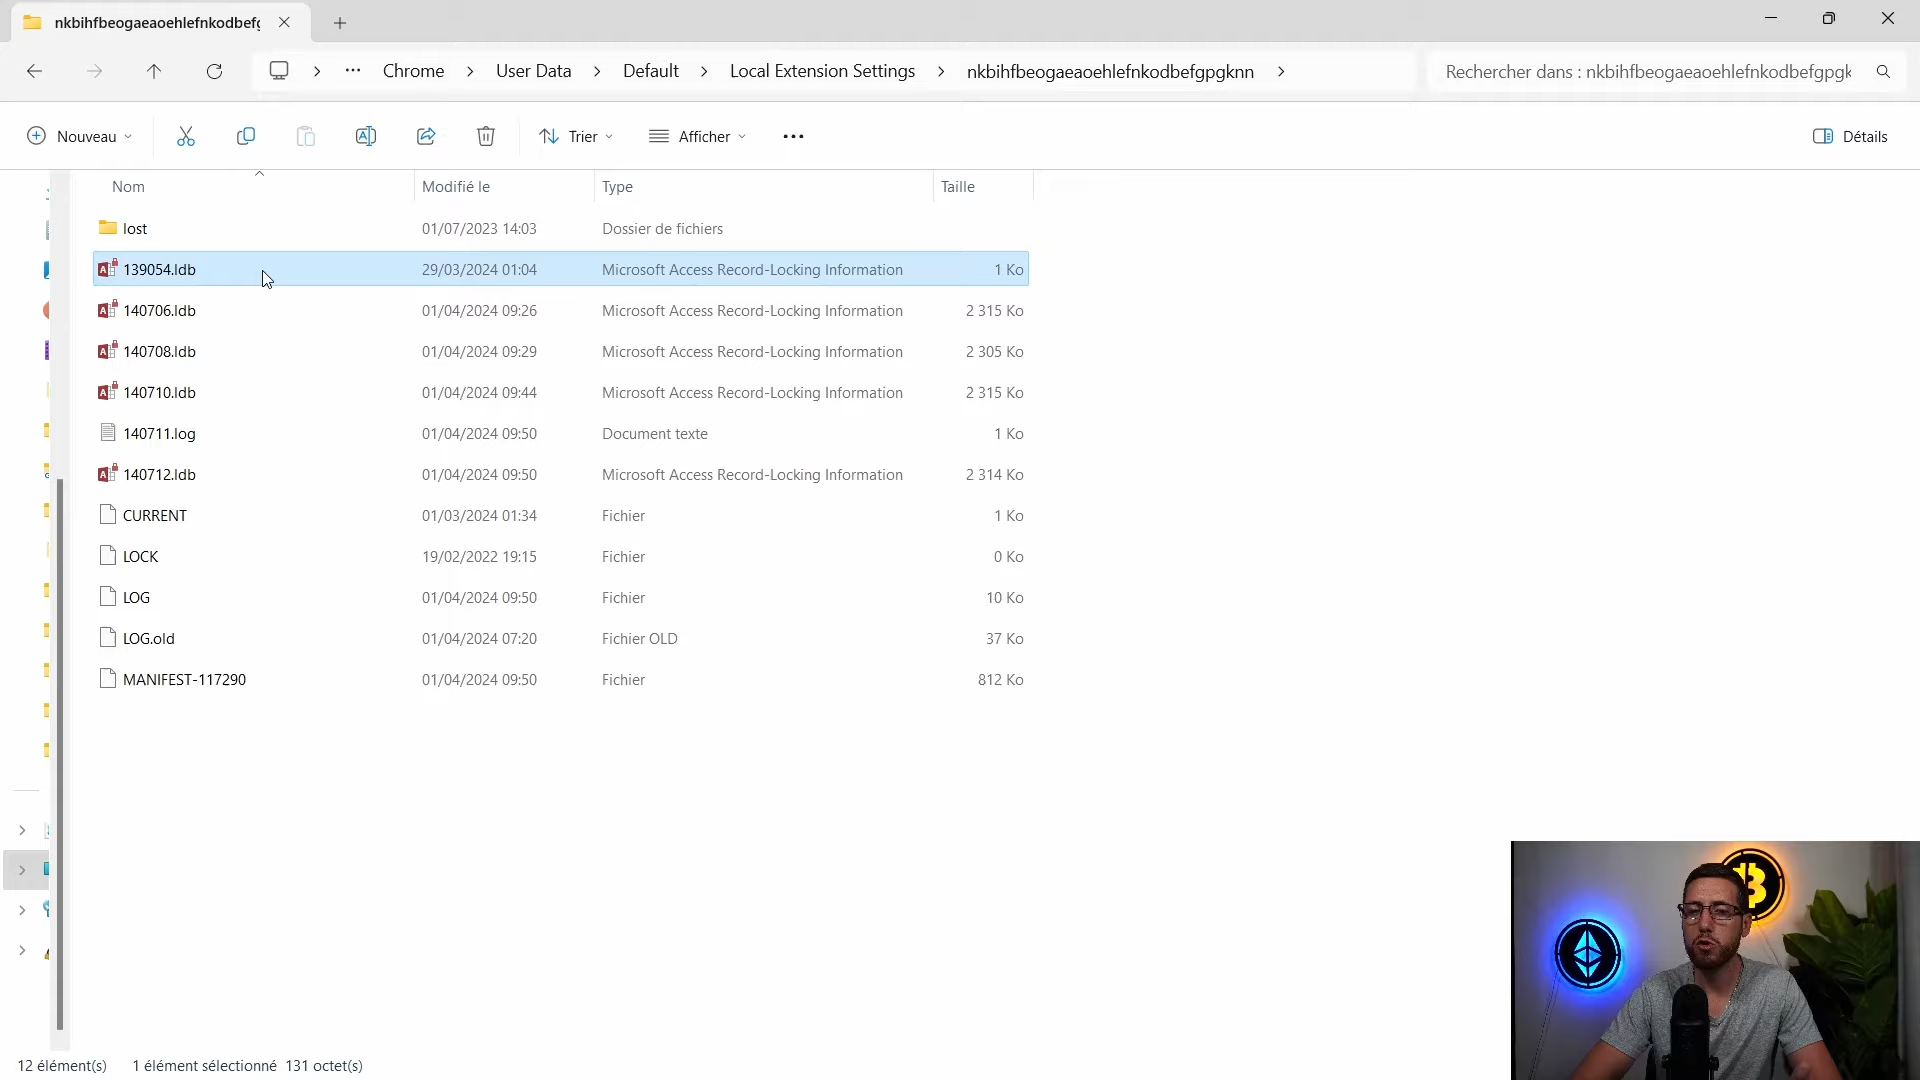 nkbihfbeogaeaoehlefnkodbefg
Chrome > User Data > Default > Local Extension Settings > nkbihfbeogaeaoehlefnkodbefgpgknn >
Rechercher dans : nkbihfbeogaeaoehlefnkodbefgpgk
Nouveau Trier Afficher Détails
Nom Modifié le Type Taille
lost 01/07/2023 14:03 Dossier de fichiers
139054.ldb 29/03/2024 01:04 Microsoft Access Record-Locking Information 1 Ko
140706.ldb 01/04/2024 09:26 Microsoft Access Record-Locking Information 2 315 Ko
140708.ldb 01/04/2024 09:29 Microsoft Access Record-Locking Information 2 305 Ko
140710.ldb 01/04/2024 09:44 Microsoft Access Record-Locking Information 2 315 Ko
140711.log 01/04/2024 09:50 Document texte 1 Ko
140712.ldb 01/04/2024 09:50 Microsoft Access Record-Locking Information 2 314 Ko
CURRENT 01/03/2024 01:34 Fichier 1 Ko
LOCK 19/02/2022 19:15 Fichier 0 Ko
LOG 01/04/2024 09:50 Fichier 10 Ko
LOG.old 01/04/2024 07:20 Fichier OLD 37 Ko
MANIFEST-117290 01/04/2024 09:50 Fichier 812 Ko
12 élément(s) 1 élément sélectionné 131 octet(s)